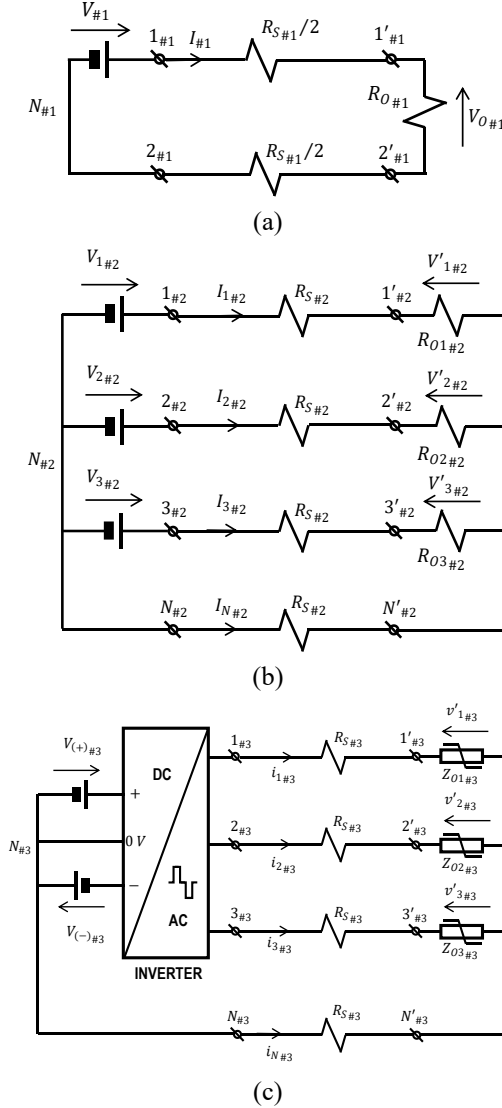 V#1 1#1 I#1 RS#1/2 1′#1
N#1 RO#1 VO#1
2#1 RS#1/2 2′#1
(a)
V1#2 1#2 I1#2 RS#2 1′#2 V′1#2
RO1#2
V2#2 2#2 I2#2 RS#2 2′#2 V′2#2
N#2 RO2#2
V3#2 3#2 I3#2 RS#2 3′#2 V′3#2
RO3#2
N#2 IN#2 RS#2 N′#2
(b)
V(+)#3 1#3 i1#3 RS#3 1′#3 v′1#3
+ DC ZO1#3
N#3 0 V 2#3 i2#3 RS#3 2′#3 v′2#3
− ZO2#3
V(−)#3 AC 3#3 i3#3 RS#3 3′#3 v′3#3
INVERTER ZO3#3
N#3 iN#3 RS#3 N′#3
(c)